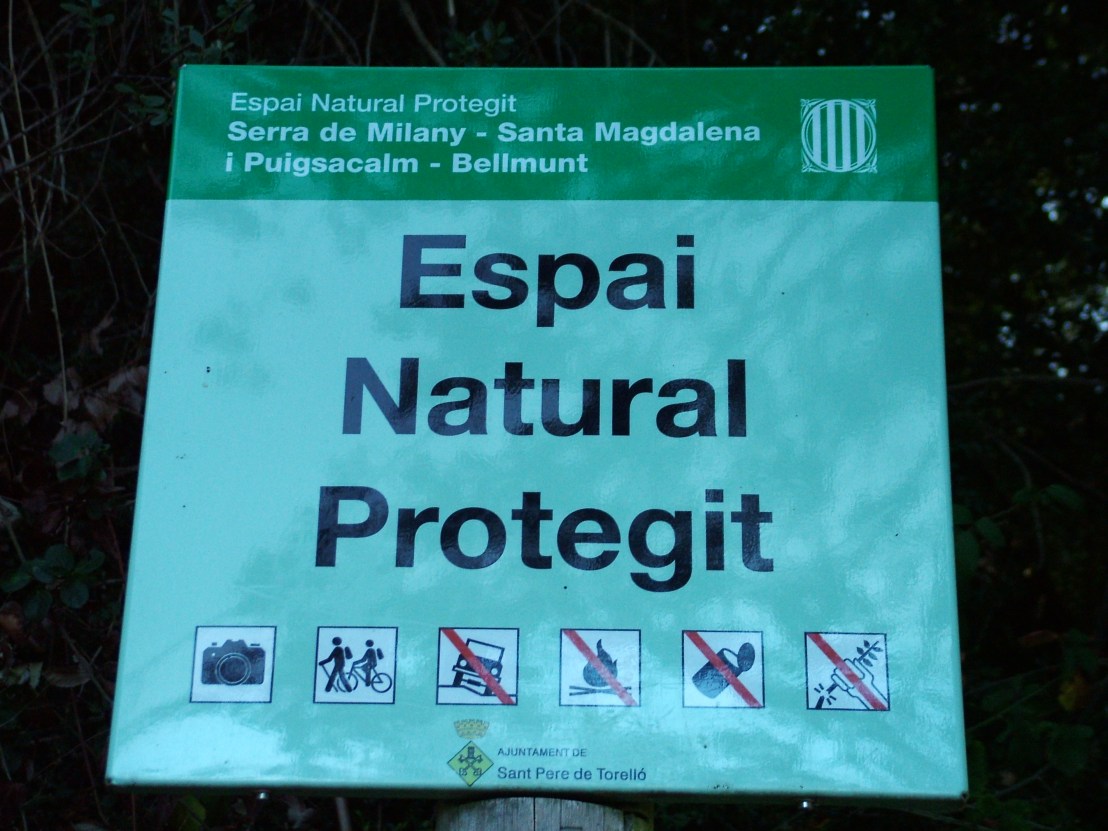 Espai Natural Protegit
Serra de Milany - Santa Magdalena
i Puigsacalm - Bellmunt
Espai
Natural
Protegit
AJUNTAMENT DE
Sant Pere de Torelló